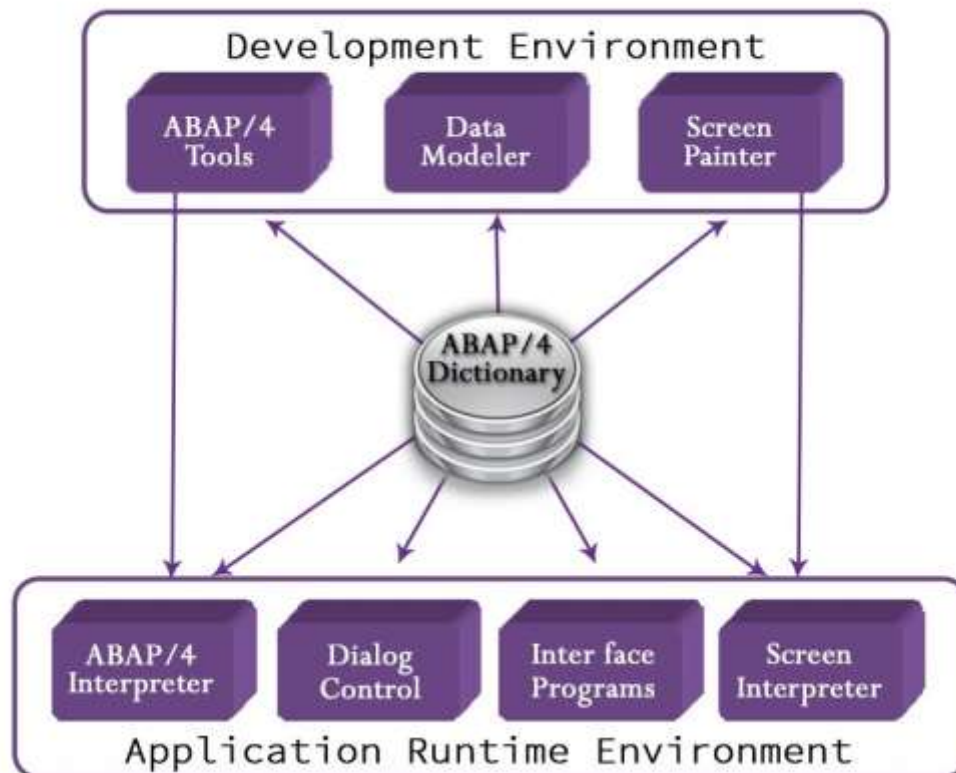 Development Environment
ABAP/4
Tools
Data
Modeler
Screen
Painter
ABAP/4
Dictionary
ABAP/4
Interpreter
Dialog
Control
Inter face
Programs
Screen
Interpreter
Application Runtime Environment